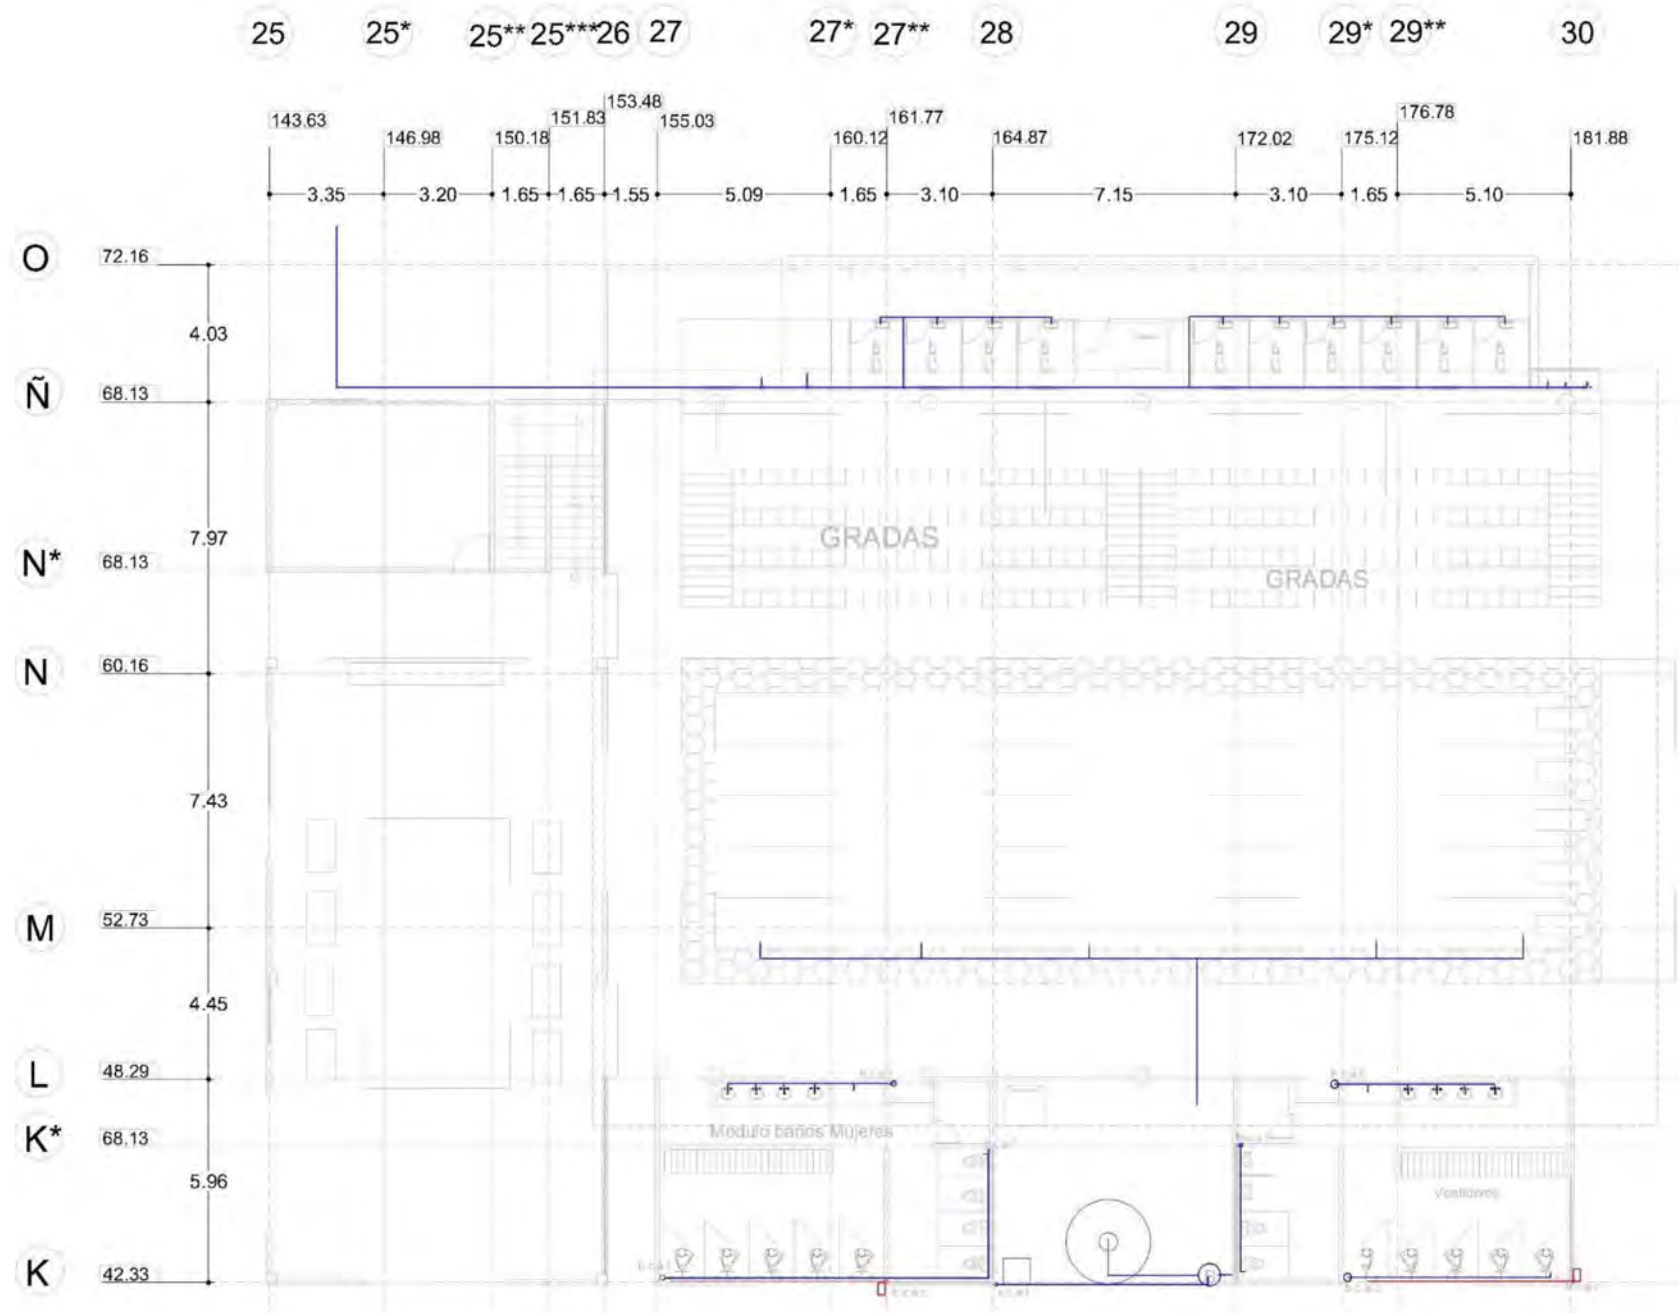 25 25* 25** 25*** 26 27 27* 27** 28 29 29* 29** 30
153.48 176.78
143.63 151.83 155.03 161.77
146.98 150.18 160.12 164.87 172.02 175.12 181.88
3.35 3.20 1.65 1.65 1.55 5.09 1.65 3.10 7.15 3.10 1.65 5.10
O 72.16
4.03
Ñ 68.13
7.97
GRADAS
N* 68.13
GRADAS
N 60.16
7.43
M 52.73
4.45
L 48.29
Modulo baños Mujeres
K* 68.13
5.96
Vestidores
K 42.33